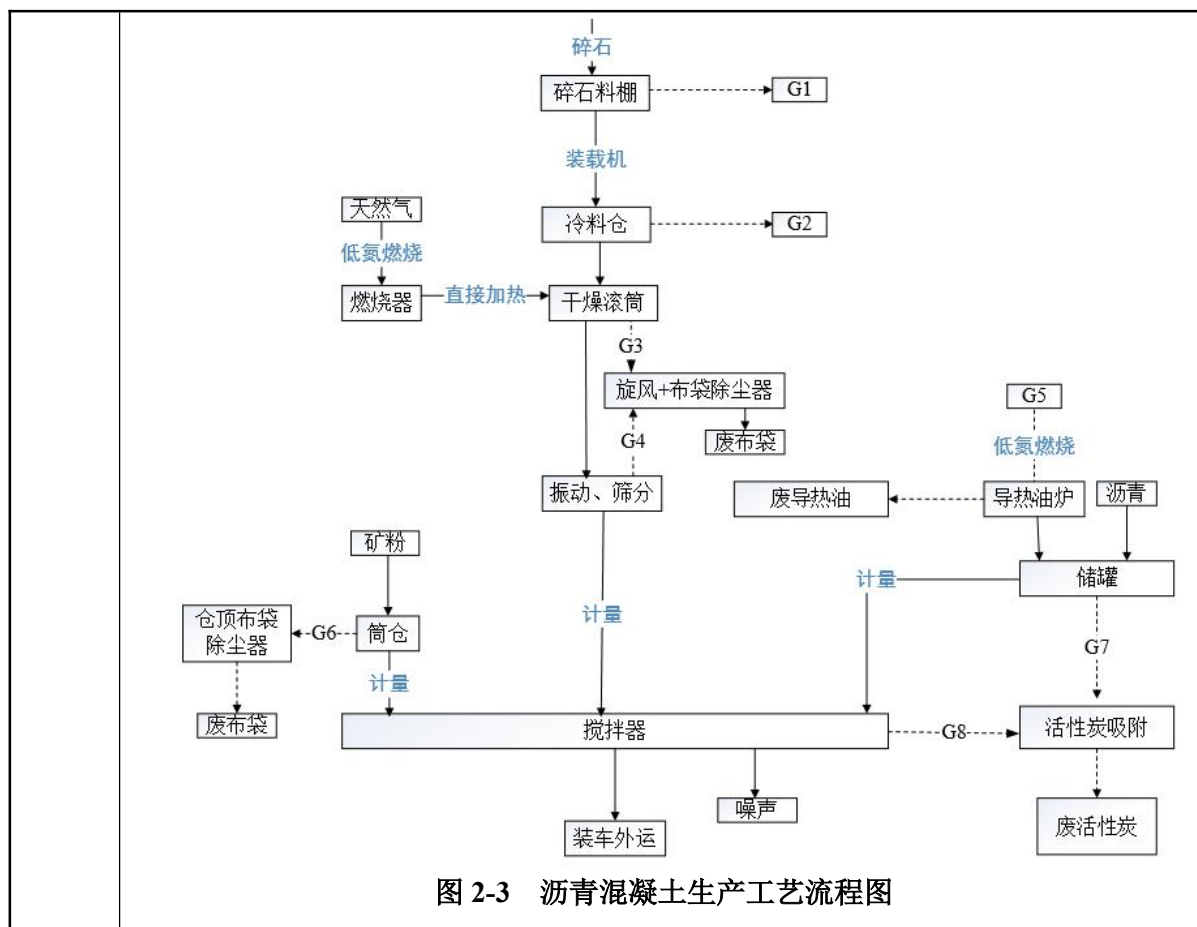 碎石
碎石料棚
G1
装载机
天然气
冷料仓
G2
低氮燃烧
燃烧器
直接加热
干燥滚筒
G3
旋风+布袋除尘器
G5
G4
废布袋
低氮燃烧
振动、筛分
废导热油
导热油炉
沥青
矿粉
计量
储罐
仓顶布袋
除尘器
G6
筒仓
计量
G7
计量
废布袋
搅拌器
G8
活性炭吸附
噪声
装车外运
废活性炭
图 2-3 沥青混凝土生产工艺流程图